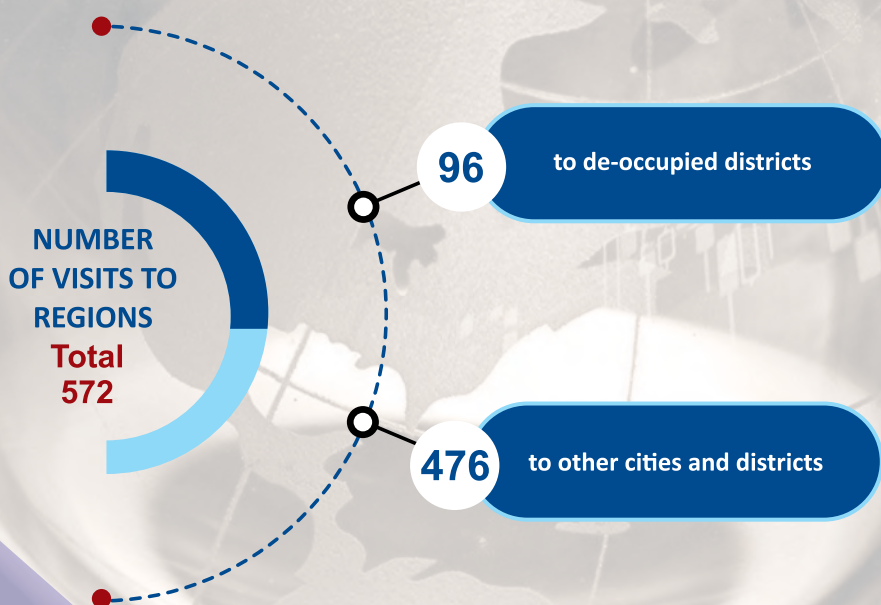 NUMBER
OF VISITS TO
REGIONS
Total
572
96
to de-occupied districts
476
to other cities and districts